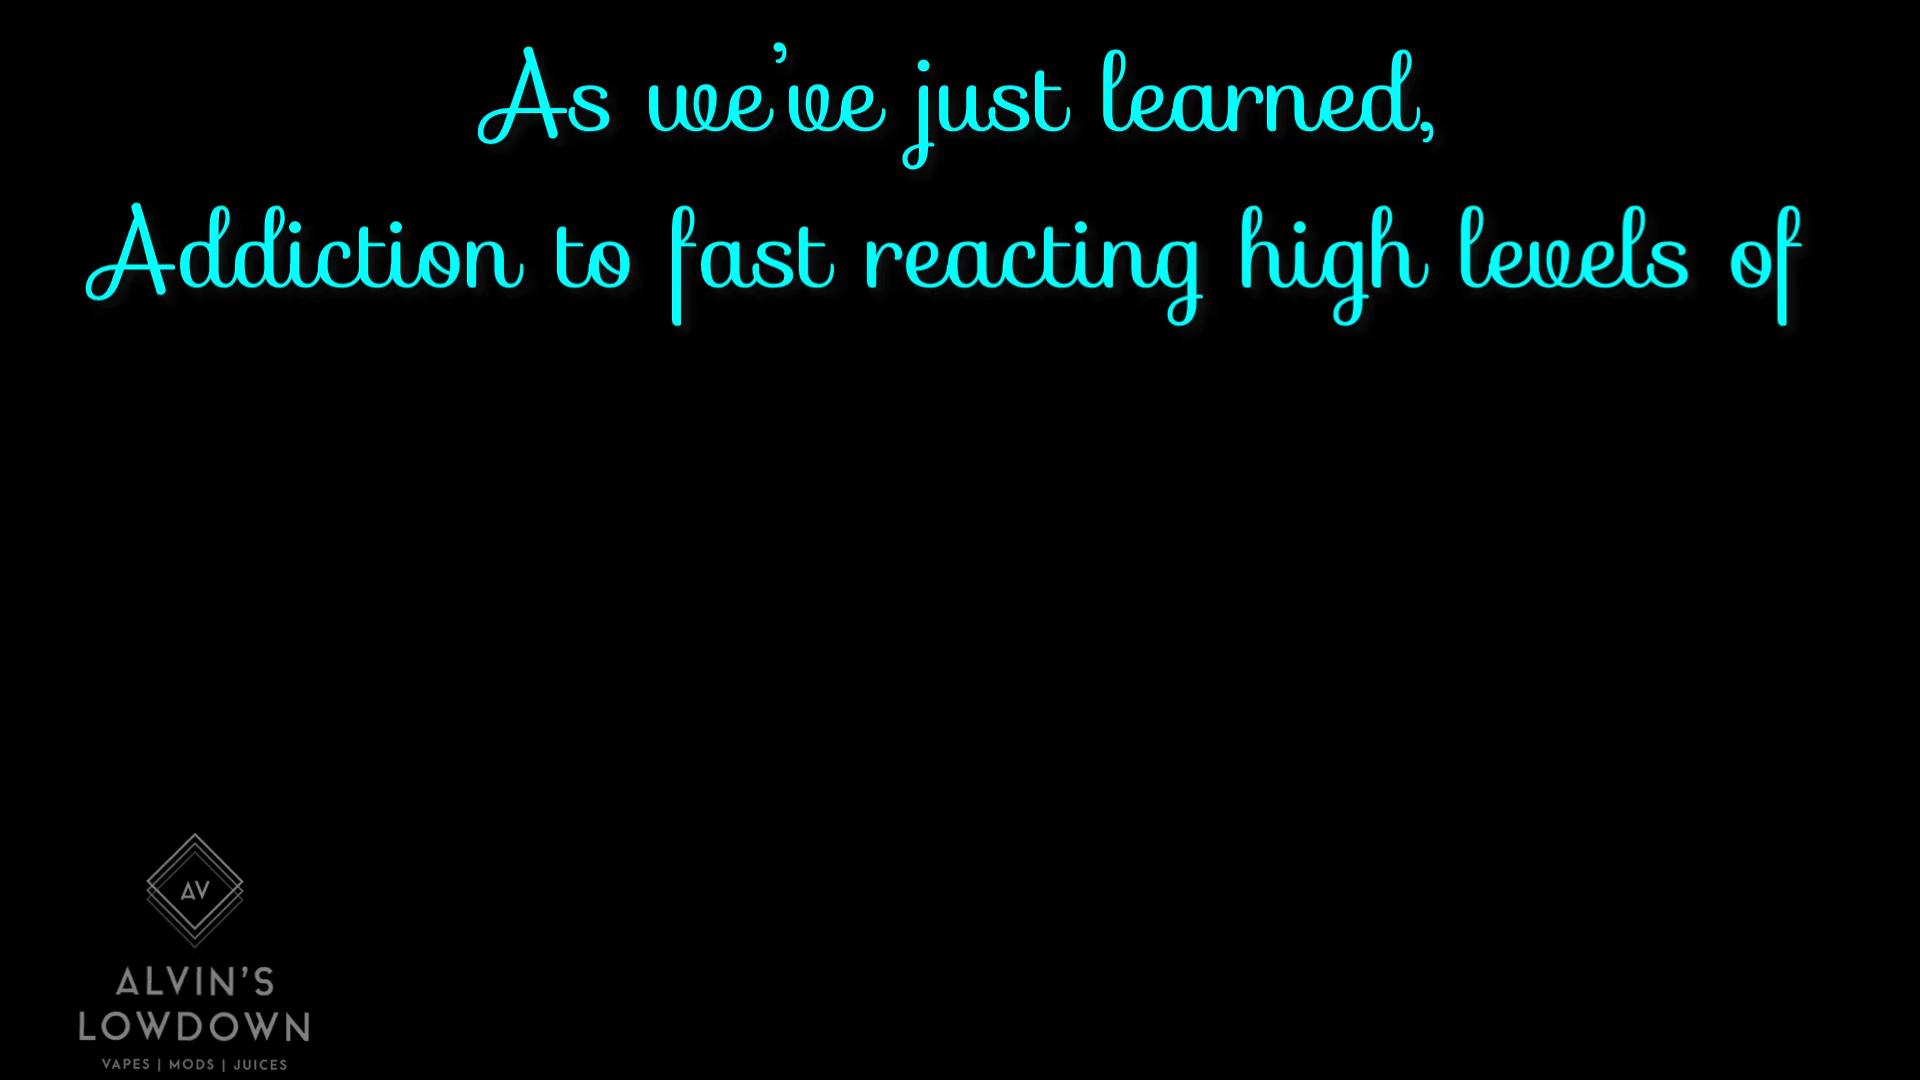 As we've just learned,
Addiction to fast reacting high levels of
AV
ALVIN'S
LOWDOWN
VAPES | MODS | JUICES